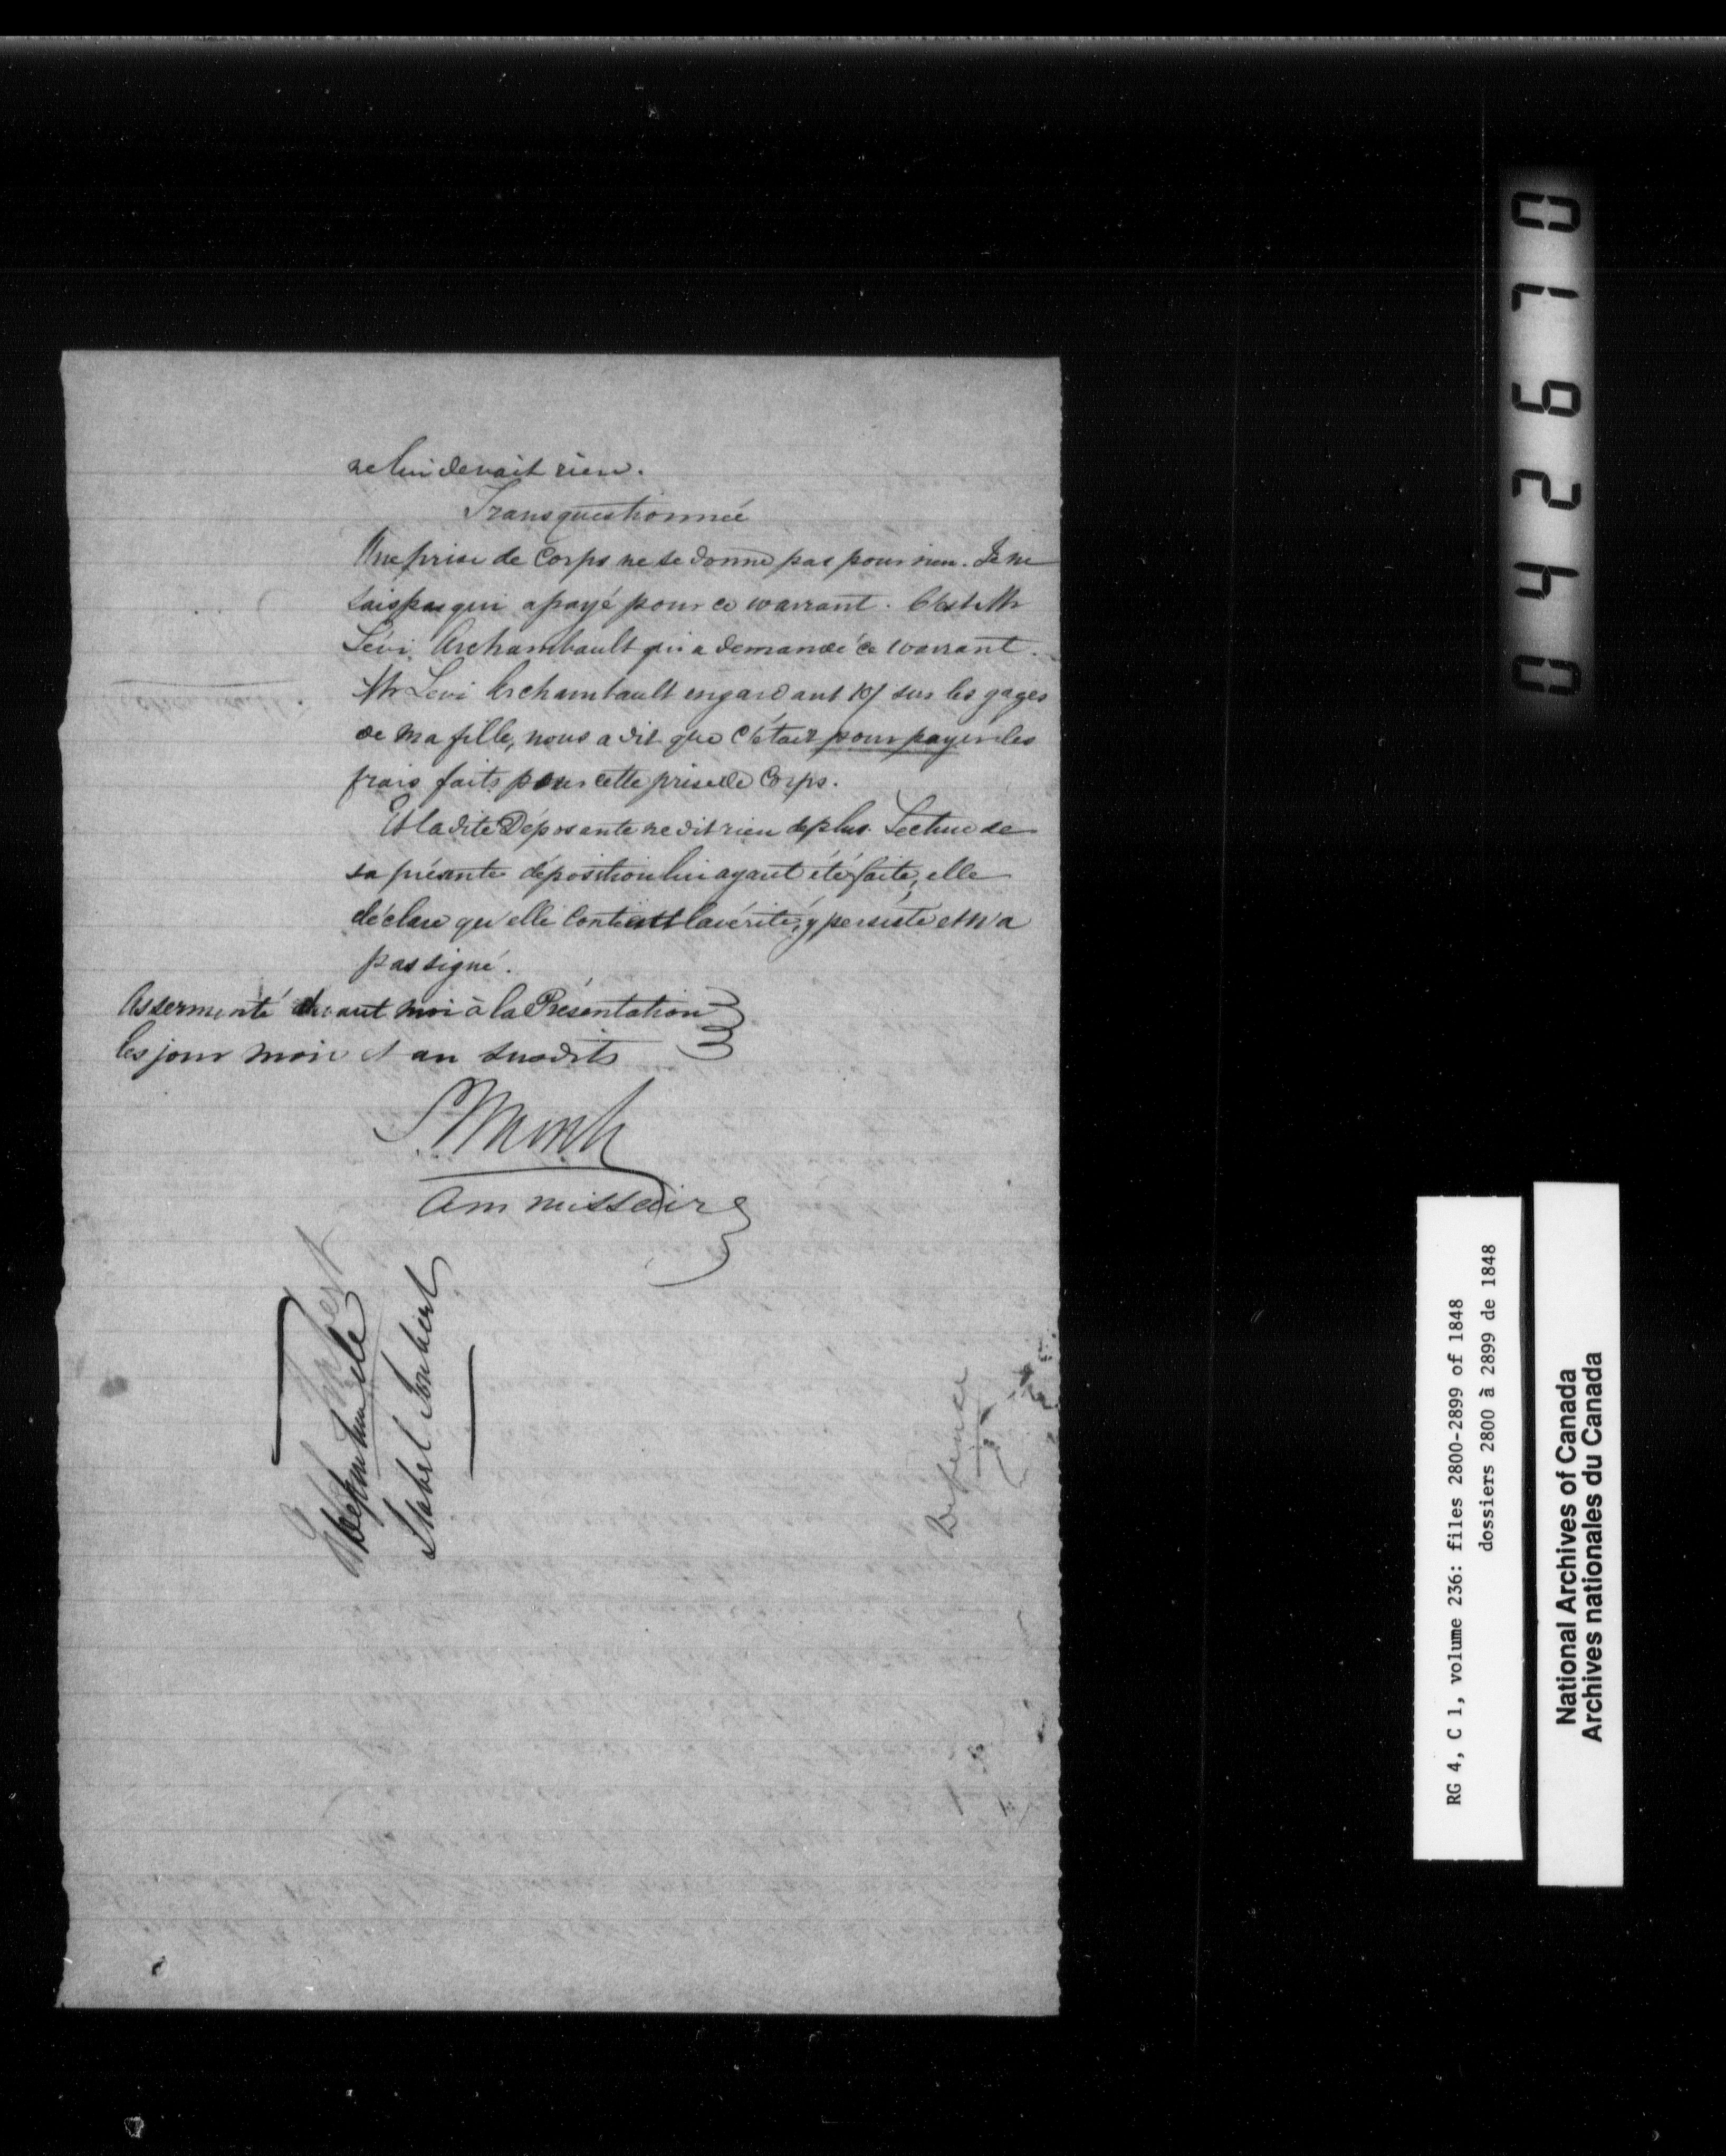 ne lui devait rien.
Transquestionnée
Une prise de Corps ne se donne pas pour rien. Je ne
sais pas qui a payé pour ce warrant. C'est Mr
Lévi Archambault qui a demandé ce warrant.
Mr Levi Archambault en gardant 10/ sur les gages
de ma fille, nous a dit que c'était pour payer les
frais faits pour cette prise de Corps.
Et la dite Déposante ne dit rien de plus. Lecture de
sa présente déposition lui ayant été faite, elle
déclare qu'elle contient la vérité, y persiste et n'a
pas signé.
Assermenté devant moi à la Présentation
les jour mois et an susdits
Commissaire
Isabel Joubert
Defence
042670
RG 4, C 1, volume 236: files 2800-2899 of 1848
dossiers 2800 à 2899 de 1848
National Archives of Canada
Archives nationales du Canada